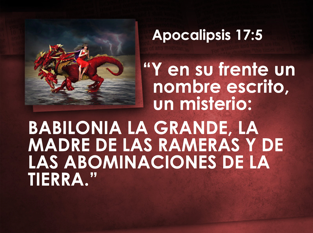 Apocalipsis 17:5
“Y en su frente un
nombre escrito,
un misterio:
BABILONIA LA GRANDE, LA
MADRE DE LAS RAMERAS Y DE
LAS ABOMINACIONES DE LA
TIERRA.”